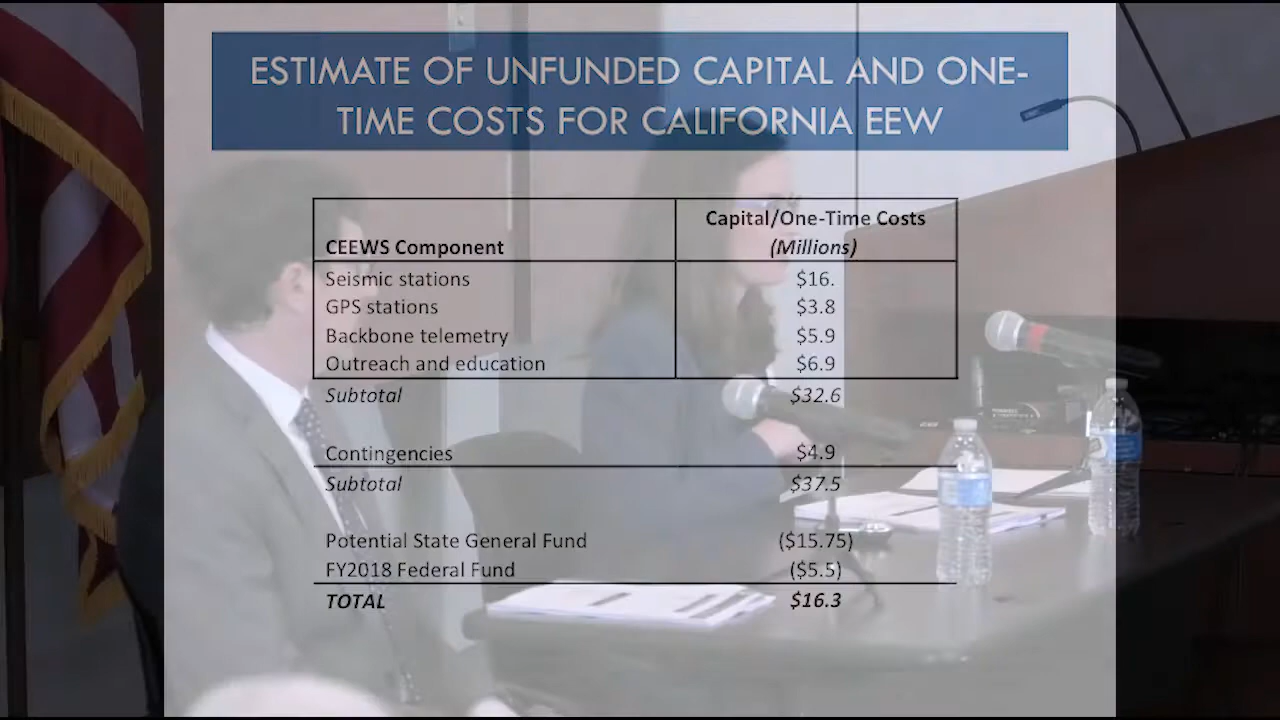 ESTIMATE OF UNFUNDED CAPITAL AND ONE-
TIME COSTS FOR CALIFORNIA EEW
CEEWS Component Capital/One-Time Costs
(Millions)
Seismic stations $16.
GPS stations $3.8
Backbone telemetry $5.9
Outreach and education $6.9
Subtotal $32.6
Contingencies $4.9
Subtotal $37.5
Potential State General Fund ($15.75)
FY2018 Federal Fund ($5.5)
TOTAL $16.3